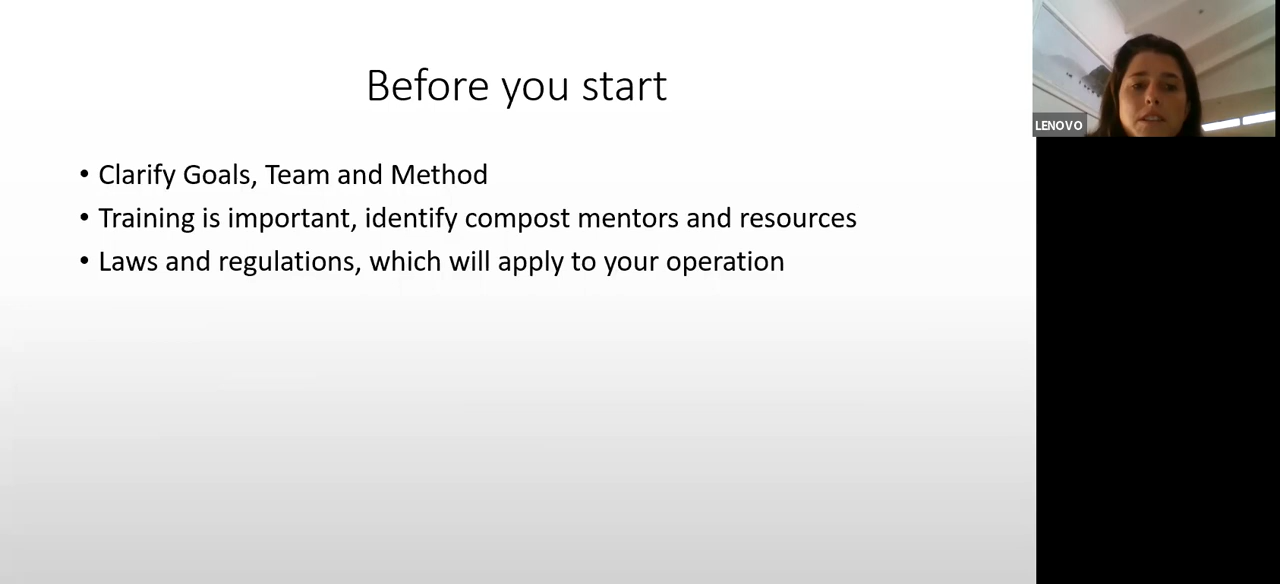 Before you start
• Clarify Goals, Team and Method
• Training is important, identify compost mentors and resources
• Laws and regulations, which will apply to your operation
LENOVO